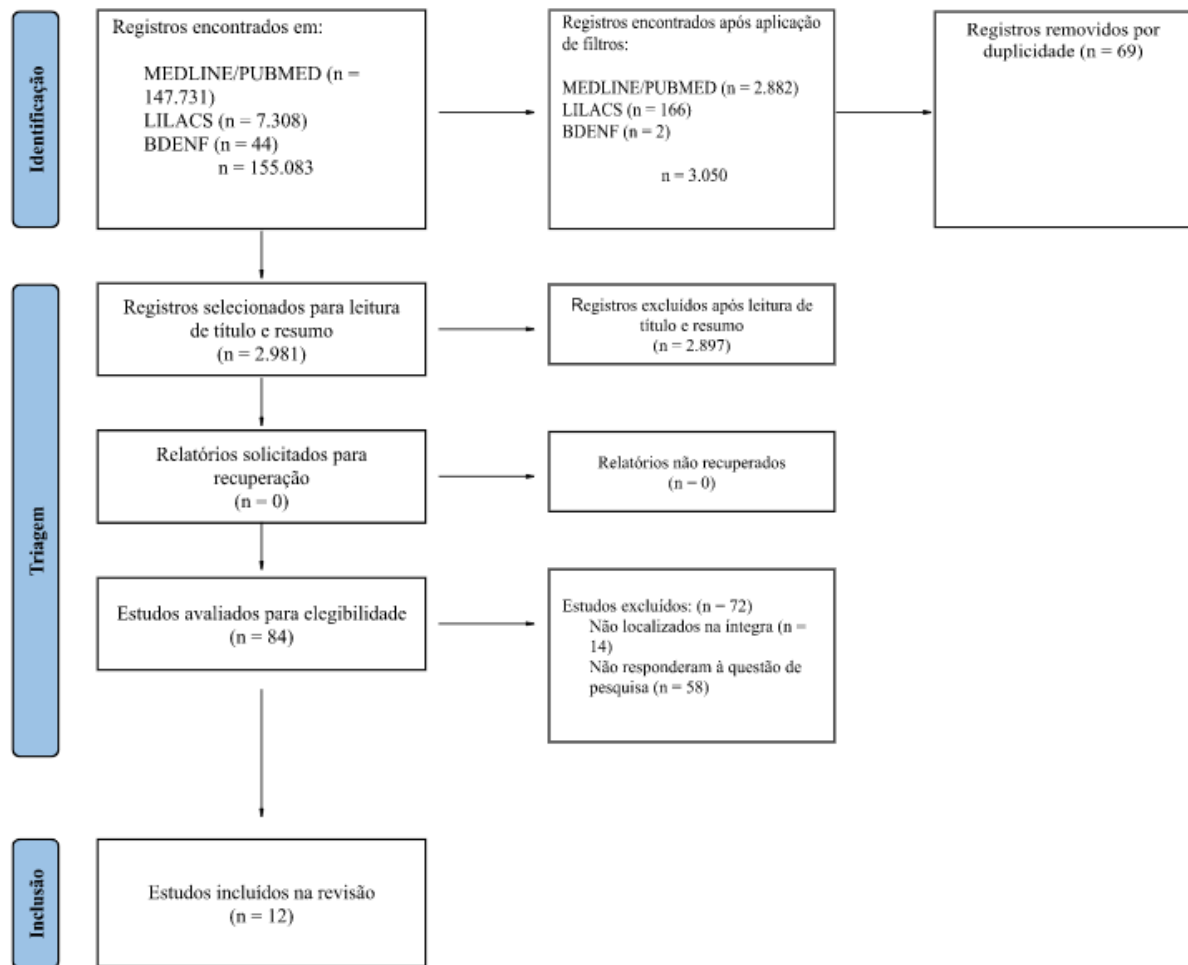 Identificação
Registros encontrados em:
MEDLINE/PUBMED (n =
147.731)
LILACS (n = 7.308)
BDENF (n = 44)
n = 155.083
Registros encontrados após aplicação
de filtros:
MEDLINE/PUBMED (n = 2.882)
LILACS (n = 166)
BDENF (n = 2)
n = 3.050
Registros removidos por
duplicidade (n = 69)
Triagem
Registros selecionados para leitura
de título e resumo
(n = 2.981)
Registros excluídos após leitura de
título e resumo
(n = 2.897)
Relatórios solicitados para
recuperação
(n = 0)
Relatórios não recuperados
(n = 0)
Estudos avaliados para elegibilidade
(n = 84)
Estudos excluídos: (n = 72)
Não localizados na íntegra (n =
14)
Não responderam à questão de
pesquisa (n = 58)
Inclusão
Estudos incluídos na revisão
(n = 12)